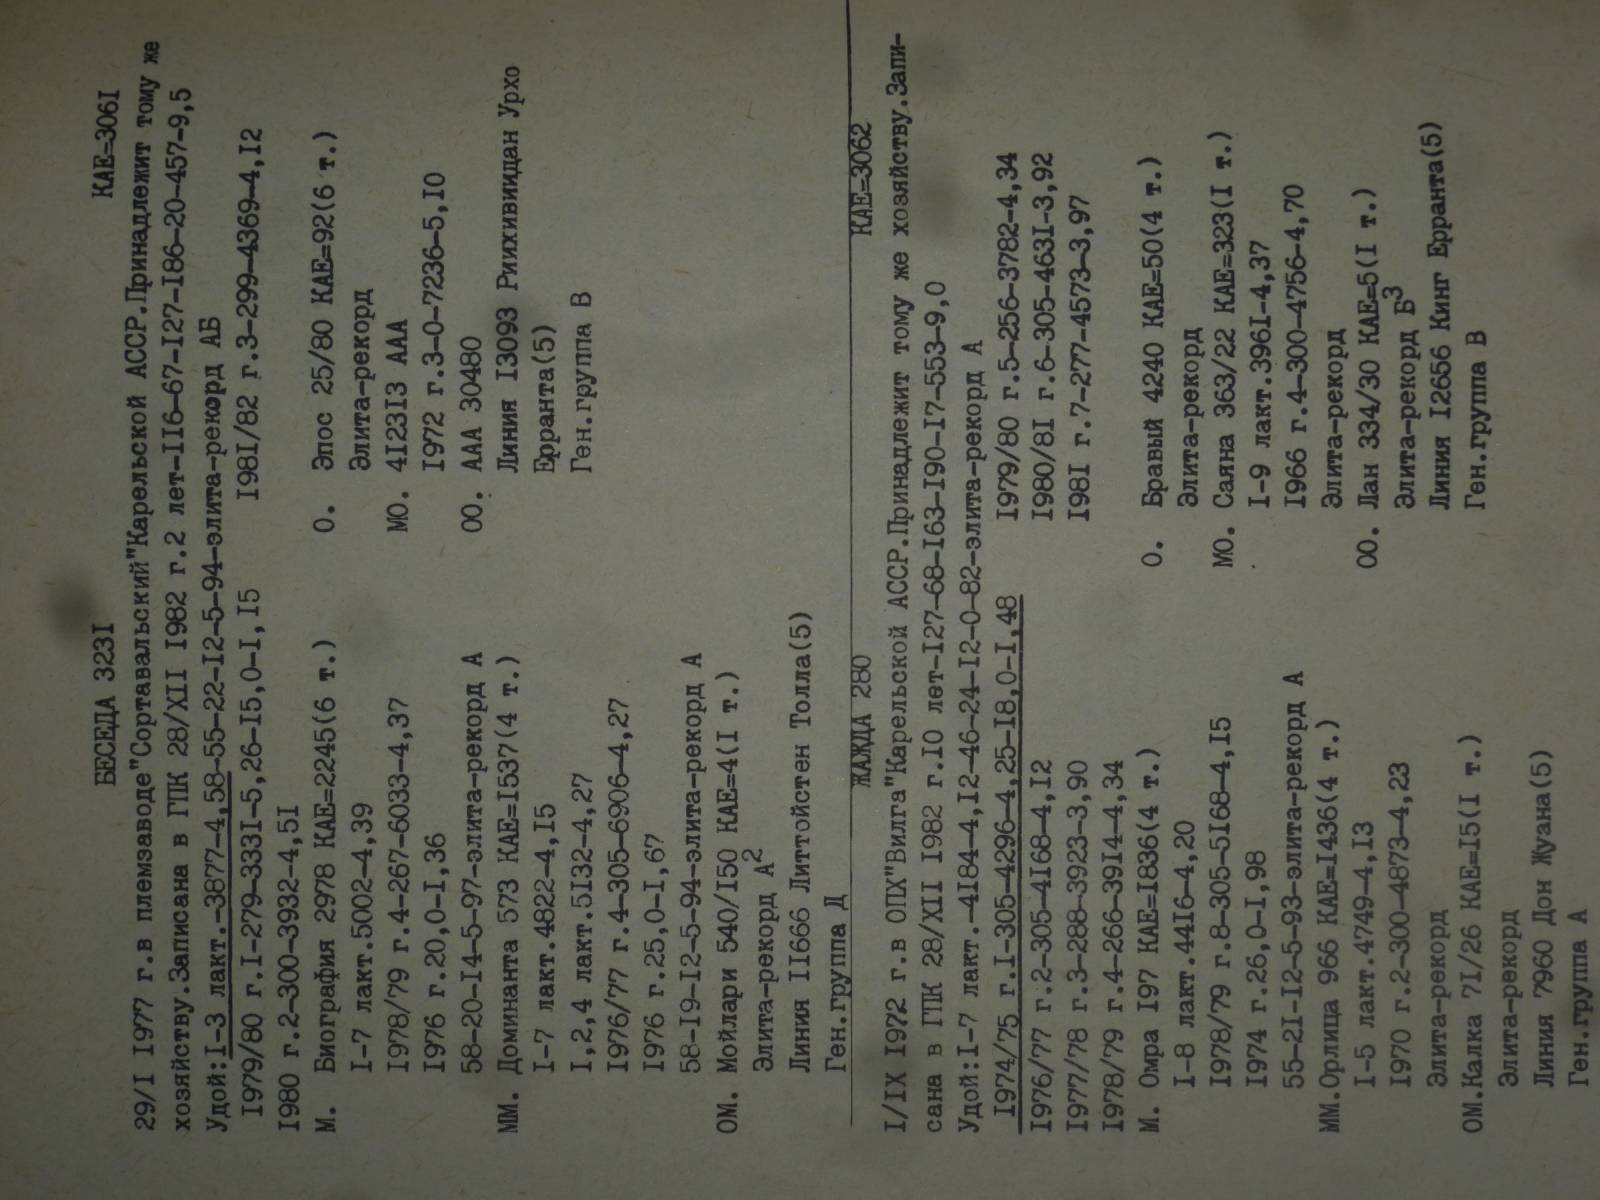 БЕСЕДА 3231 КАЕ=3061
29/I 1977 г.в племзаводе"Сортавальский"Карельской АССР.Принадлежит тому же
хозяйству.Записана в ГПК 28/XII 1982 г.2 лет-116-67-127-186-20-457-9,5
Удой:1-3 лакт.-3877-4,58-55-22-12-5-94-элита-рекорд АБ
1979/80 г.1-279-3331-5,26-15,0-1,15 1981/82 г.3-299-4369-4,12
1980 г.2-300-3932-4,51
М. Биография 2978 КАЕ=2245(6 т.)
1-7 лакт.5002-4,39
1978/79 г.4-267-6033-4,37
1976 г.20,0-1,36
58-20-14-5-97-элита-рекорд А
ММ. Доминанта 573 КАЕ=1537(4 т.)
1-7 лакт.4822-4,15
1,2,4 лакт.5132-4,27
1976/77 г.4-305-6906-4,27
1976 г.25,0-1,67
58-19-12-5-94-элита-рекорд А
ОМ. Мойлари 540/150 КАЕ=4(1 т.)
Элита-рекорд А²
Линия 11666 Литтойстен Толла(5)
Ген.группа Д
О. Эпос 25/80 КАЕ=92(6 т.)
Элита-рекорд
МО. 412313 ААА
1972 г.3-0-7236-5,10
ОО. ААА 30480
Линия 13093 Риихивиидан Урхо
Ерранта(5)
Ген.группа В
ЖАЖДА 280 КАЕ=3062
1/IX 1972 г.в ОПХ"Вилга"Карельской АССР.Принадлежит тому же хозяйству.Запи-
сана в ГПК 28/XII 1982 г.10 лет-127-68-163-190-17-553-9,0
Удой:1-7 лакт.-4184-4,12-46-24-12-0-82-элита-рекорд А
1974/75 г.1-305-4296-4,25-18,0-1,48 1979/80 г.5-256-3782-4,34
1976/77 г.2-305-4168-4,12 1980/81 г.6-305-4631-3,92
1977/78 г.3-288-3923-3,90 1981 г.7-277-4573-3,97
1978/79 г.4-266-3914-4,34
М. Омра 197 КАЕ=1836(4 т.)
1-8 лакт.4416-4,20
1978/79 г.8-305-5168-4,15
1974 г.26,0-1,98
55-21-12-5-93-элита-рекорд А
ММ.Орлица 966 КАЕ=1436(4 т.)
1-5 лакт.4749-4,13
1970 г.2-300-4873-4,23
Элита-рекорд
ОМ.Калка 71/26 КАЕ=15(1 т.)
Элита-рекорд
Линия 7960 Дон Жуана(5)
Ген.группа А
О. Бравый 4240 КАЕ=50(4 т.)
Элита-рекорд
МО. Саяна 363/22 КАЕ=323(1 т.)
1-9 лакт.3961-4,37
1966 г.4-300-4756-4,70
Элита-рекорд
ОО. Лан 334/30 КАЕ=5(1 т.)
Элита-рекорд Б³
Линия 12656 Кинг Ерранта(5)
Ген.группа В